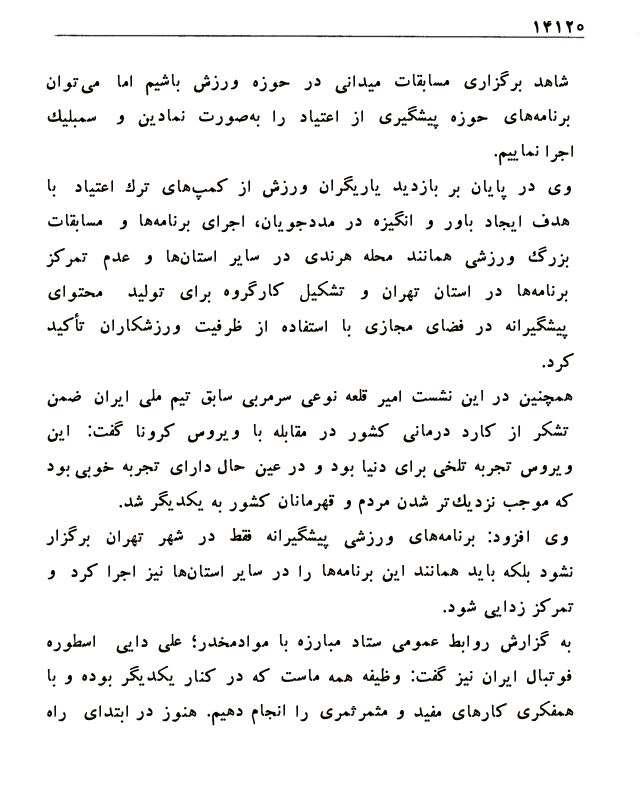 ۱۴۱۲۰
شاهد برگزاری مسابقات میدانی در حوزه ورزش باشیم اما می‌توان
برنامه‌های حوزه پیشگیری از اعتیاد را به‌صورت نمادین و سمبلیك
اجرا نماییم.
وی در پایان بر بازدید یاریگران ورزش از کمپ‌های ترك اعتیاد با
هدف ایجاد باور و انگیزه در مددجویان، اجرای برنامه‌ها و مسابقات
بزرگ ورزشی همانند محله هرندی در سایر استان‌ها و عدم تمرکز
برنامه‌ها در استان تهران و تشکیل کارگروه برای تولید محتوای
پیشگیرانه در فضای مجازی با استفاده از ظرفیت ورزشکاران تأکید
کرد.
همچنین در این نشست امیر قلعه نوعی سرمربی سابق تیم ملی ایران ضمن
تشکر از کارد درمانی کشور در مقابله با ویروس کرونا گفت: این
ویروس تجربه تلخی برای دنیا بود و در عین حال دارای تجربه خوبی بود
که موجب نزدیك‌تر شدن مردم و قهرمانان کشور به یکدیگر شد.
وی افزود: برنامه‌های ورزشی پیشگیرانه فقط در شهر تهران برگزار
نشود بلکه باید همانند این برنامه‌ها را در سایر استان‌ها نیز اجرا کرد و
تمرکز زدایی شود.
به گزارش روابط عمومی ستاد مبارزه با موادمخدر؛ علی دایی اسطوره
فوتبال ایران نیز گفت: وظیفه همه ماست که در کنار یکدیگر بوده و با
همفکری کارهای مفید و مثمرثمری را انجام دهیم. هنوز در ابتدای راه